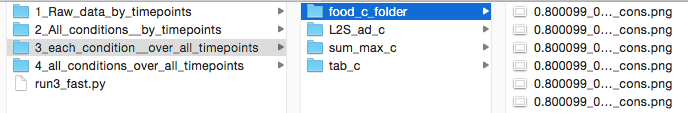 1_Raw_data_by_timepoints
2_All_conditions__by_timepoints
3_each_condition__over_all_timepoints
4_all_conditions_over_all_timepoints
run3_fast.py
food_c_folder
L2S_ad_c
sum_max_c
tab_c
0.800099_0..._cons.png
0.800099_0..._cons.png
0.800099_0..._cons.png
0.800099_0..._cons.png
0.800099_0..._cons.png
0.800099_0..._cons.png